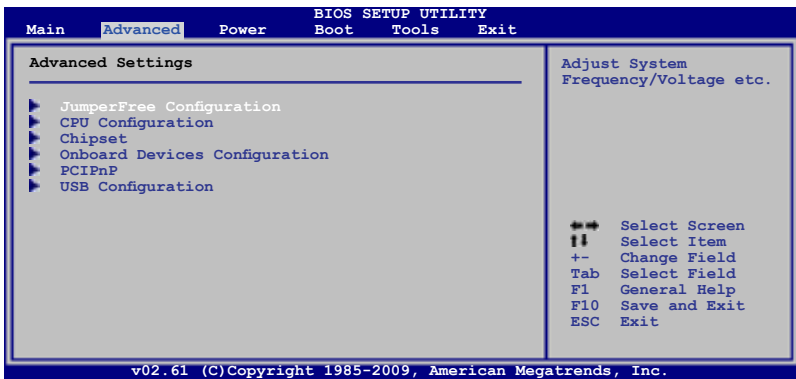 BIOS SETUP UTILITY
Main Advanced Power Boot Tools Exit
Advanced Settings
JumperFree Configuration
CPU Configuration
Chipset
Onboard Devices Configuration
PCIPnP
USB Configuration
Adjust System
Frequency/Voltage etc.
Select Screen
Select Item
+- Change Field
Tab Select Field
F1 General Help
F10 Save and Exit
ESC Exit
v02.61 (C)Copyright 1985-2009, American Megatrends, Inc.